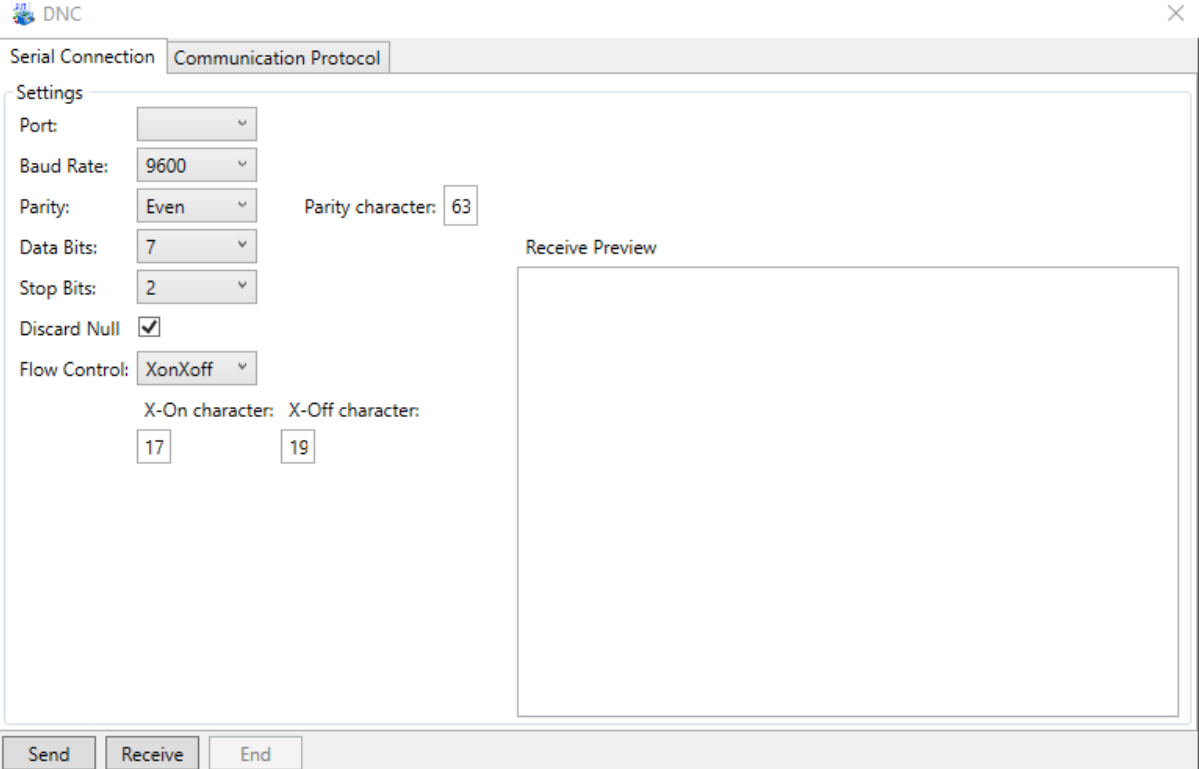 DNC
Serial Connection Communication Protocol
Settings
Port:
Baud Rate: 9600
Parity: Even Parity character: 63
Data Bits: 7
Receive Preview
Stop Bits: 2
Discard Null
Flow Control: XonXoff
X-On character: X-Off character:
17 19
Send Receive End